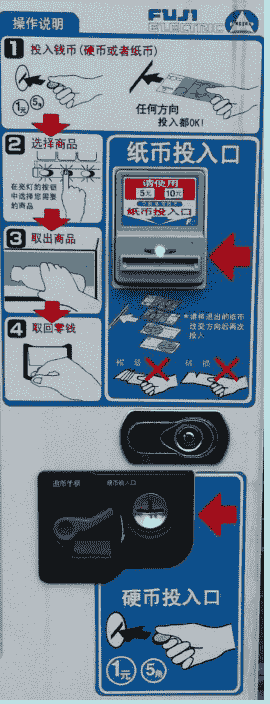 操作说明
FUJI
ELECTRIC
1 投入钱币(硬币或者纸币)
1元 5角
任何方向
投入都OK!
2 选择商品
在亮灯的按钮
中选择您需要
的商品
3 取出商品
4 取回零钱
纸币投入口
请使用
5元 10元
纸币投入口
★请将退出的纸币
改变方向后再次
投入
退币手柄
硬币投入口
硬币投入口
1元 5角